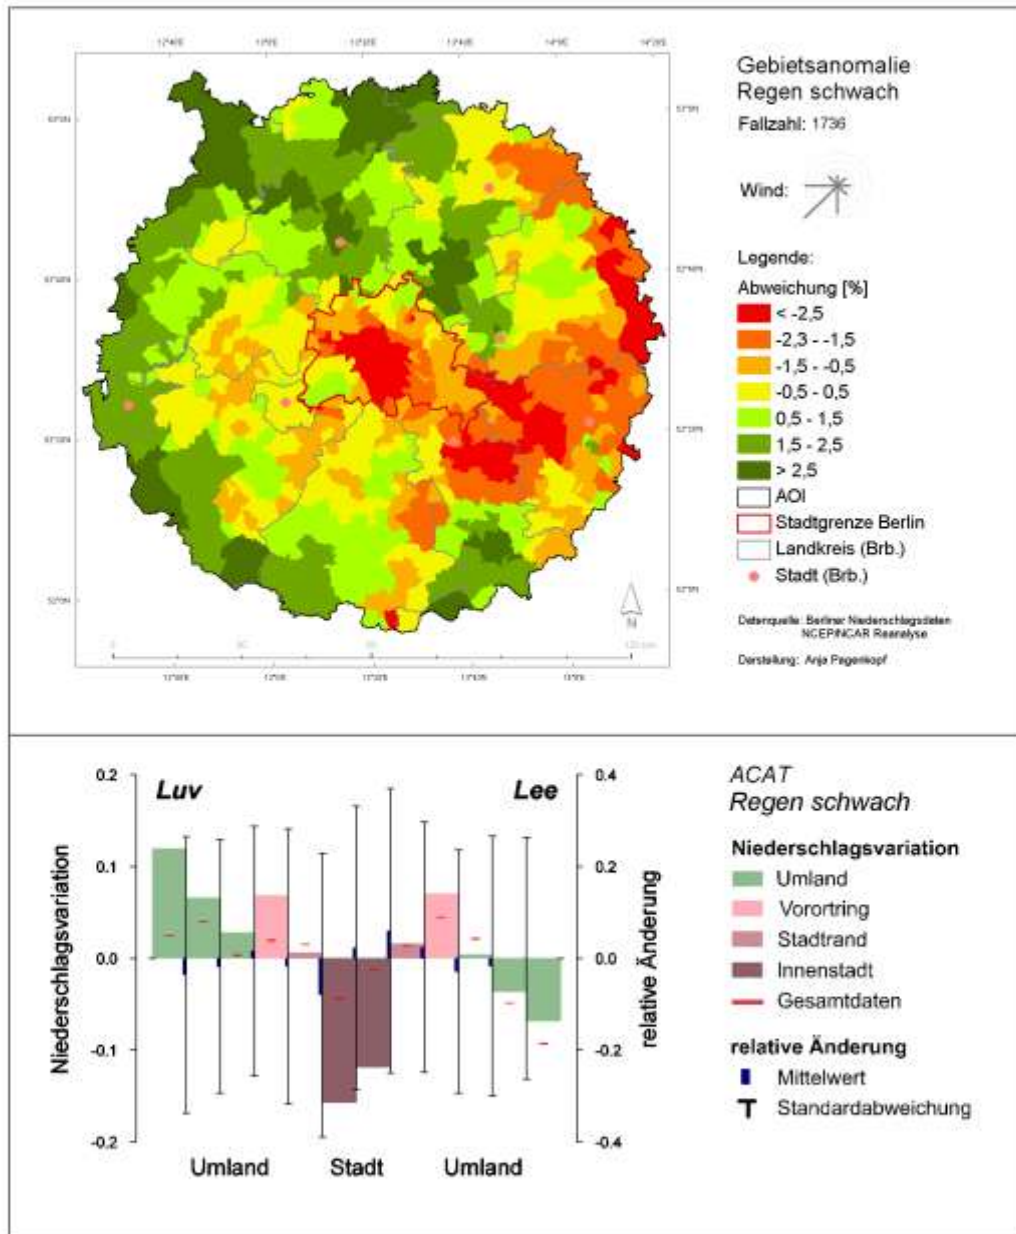 Gebietsanomalie
Regen schwach
Fallzahl: 1736
Wind:
Legende:
Abweichung [%]
< -2,5
-2,3 - -1,5
-1,5 - -0,5
-0,5 - 0,5
0,5 - 1,5
1,5 - 2,5
> 2,5
AOI
Stadtgrenze Berlin
Landkreis (Brb.)
Stadt (Brb.)
N
Datenquelle: Berliner Niederschlagsdaten
NCEP/NCAR Reanalyse
Darstellung: Anja Pagenkopf
Luv
Lee
0.2
0.1
0.0
-0.1
-0.2
Niederschlagsvariation
0.4
0.2
0.0
-0.2
-0.4
relative Änderung
Umland
Stadt
Umland
ACAT
Regen schwach
Niederschlagsvariation
Umland
Vorortring
Stadtrand
Innenstadt
Gesamtdaten
relative Änderung
Mittelwert
Standardabweichung